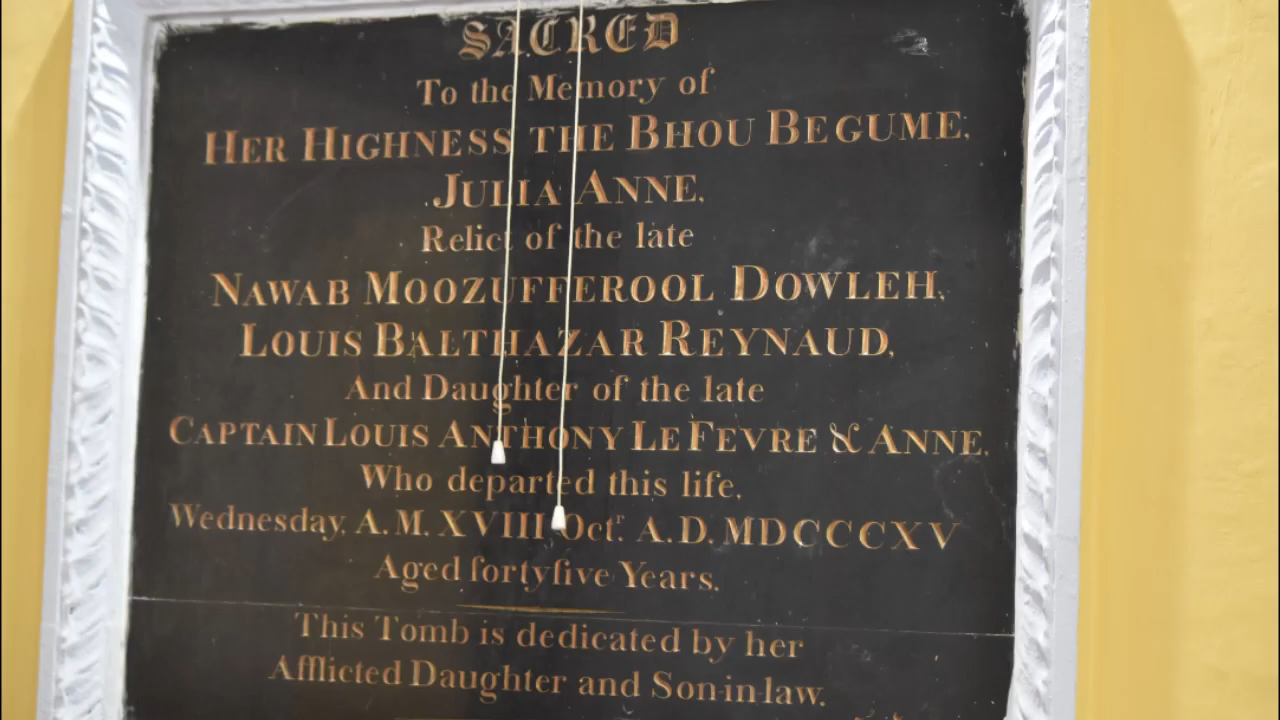 SACRED
To the Memory of
HER HIGHNESS THE BHOU BEGUME,
JULIA ANNE,
Relict of the late
NAWAB MOOZUFFEROOL DOWLEH,
LOUIS BALTHAZAR REYNAUD,
And Daughter of the late
CAPTAIN LOUIS ANTHONY LE FEVRE & ANNE,
Who departed this life,
Wednesday, A.M. XVIII Octr. A.D. MDCCCXV
Aged fortyfive Years.
This Tomb is dedicated by her
Afflicted Daughter and Son-in-law.